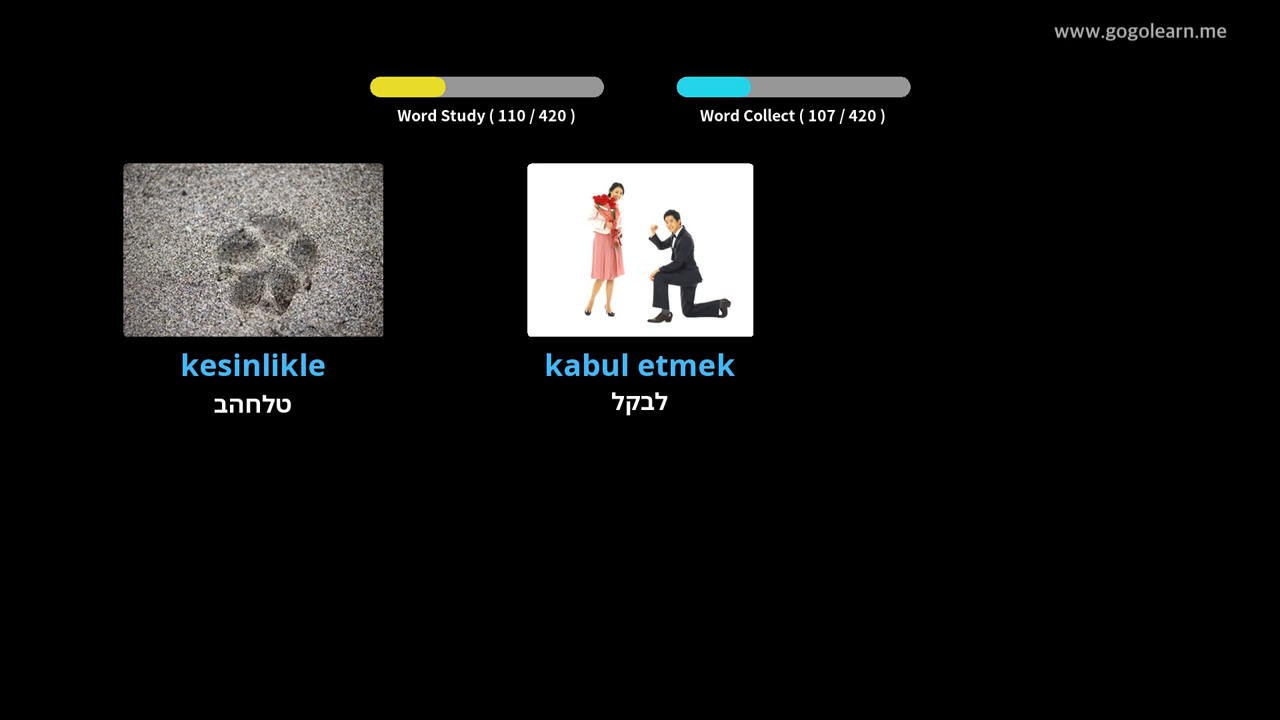 www.gogolearn.me
Word Study ( 110 / 420 )
Word Collect ( 107 / 420 )
kesinlikle
טלחהב
kabul etmek
לבקל